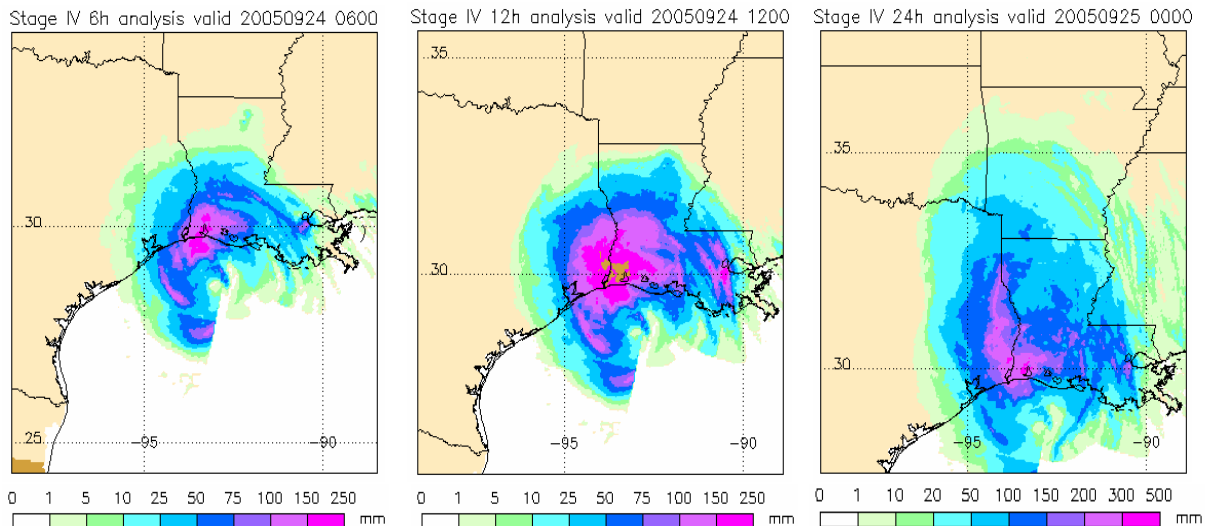 Stage IV 6h analysis valid 20050924 0600
30
25
-95
-90
0 1 5 10 25 50 75 100 150 250 mm
Stage IV 12h analysis valid 20050924 1200
35
30
-95
-90
0 1 5 10 25 50 75 100 150 250 mm
Stage IV 24h analysis valid 20050925 0000
35
30
-95
-90
0 1 10 20 50 100 150 200 300 500 mm